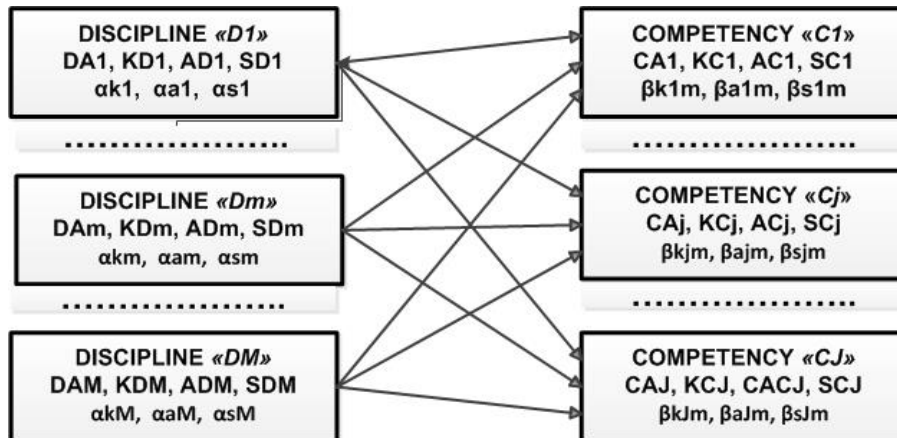 DISCIPLINE «D1»
DA1, KD1, AD1, SD1
αk1, αa1, αs1
.....................
DISCIPLINE «Dm»
DAm, KDm, ADm, SDm
αkm, αam, αsm
.....................
DISCIPLINE «DM»
DAM, KDM, ADM, SDM
αkM, αaM, αsM
COMPETENCY «C1»
CA1, KC1, AC1, SC1
βk1m, βa1m, βs1m
.....................
COMPETENCY «Cj»
CAj, KCj, ACj, SCj
βkjm, βajm, βsjm
.....................
COMPETENCY «CJ»
CAJ, KCJ, CACJ, SCJ
βkJm, βaJm, βsJm